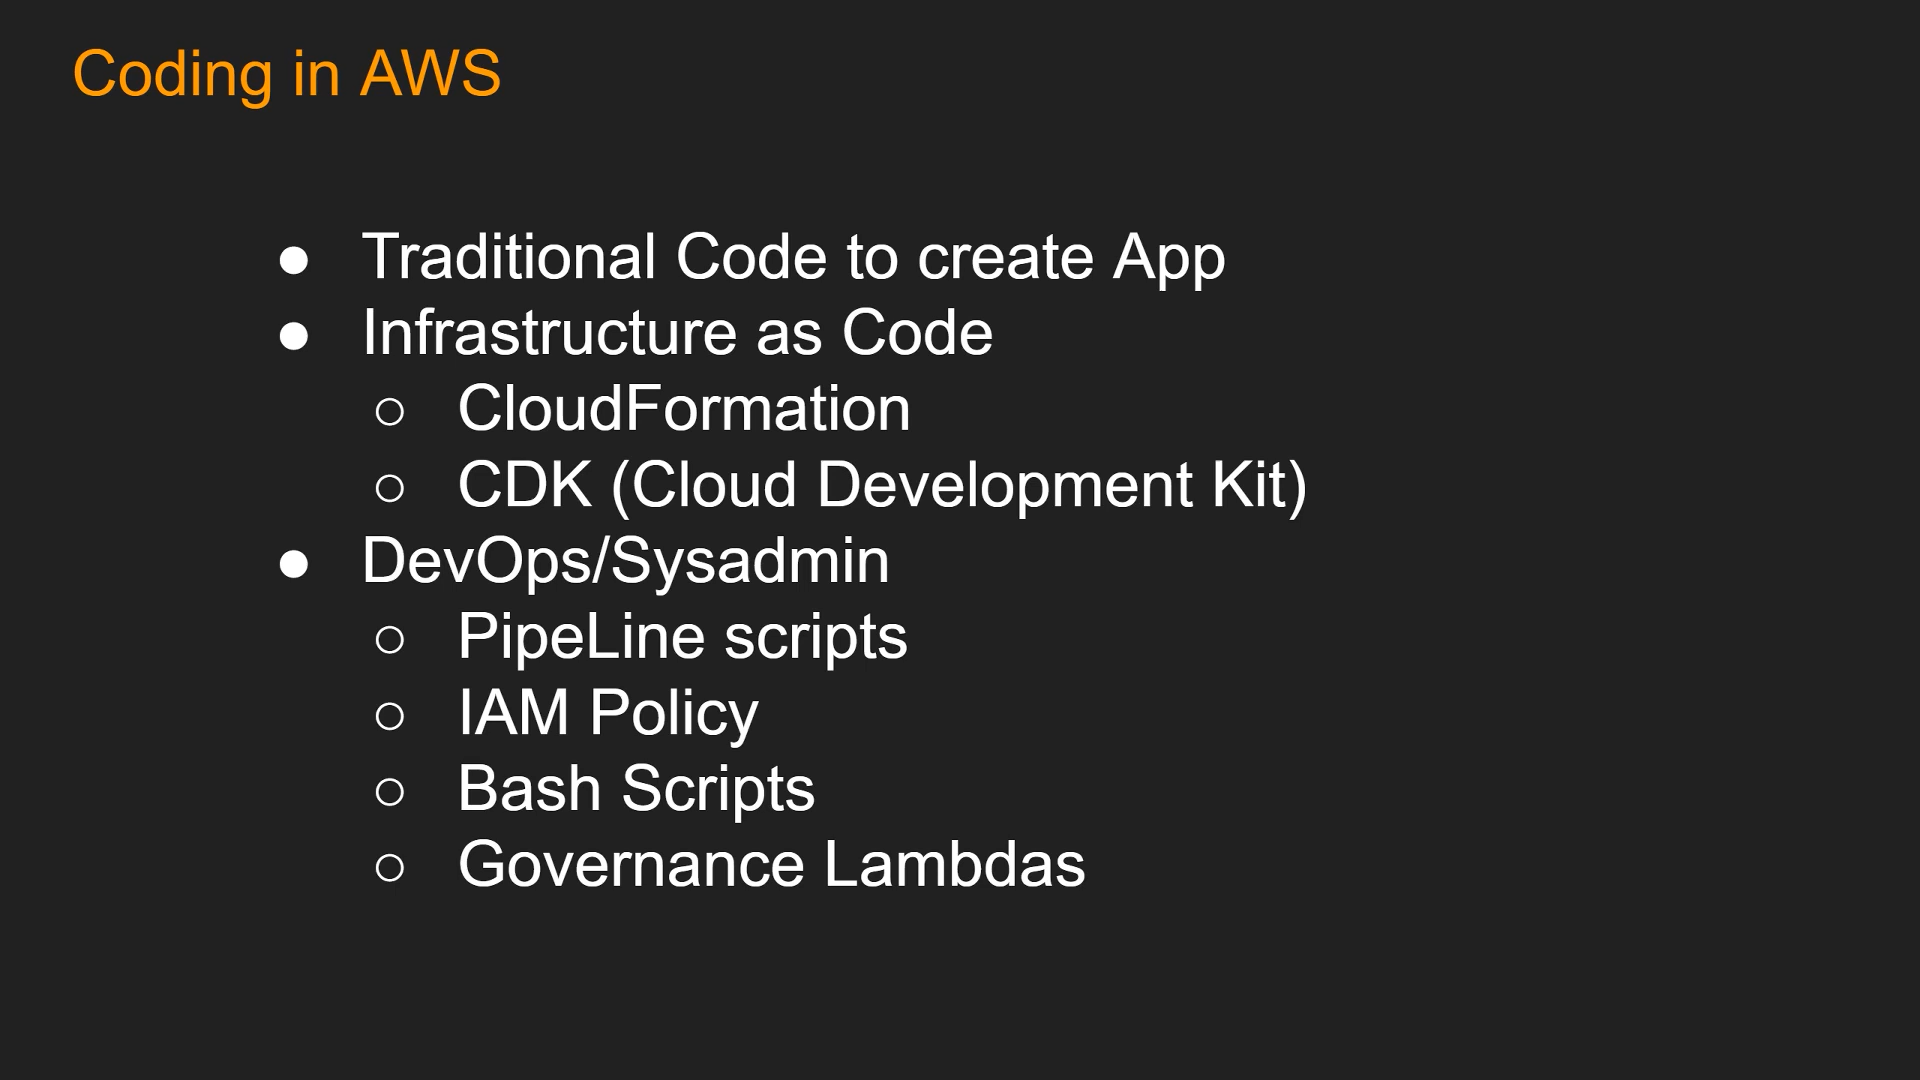 Coding in AWS
● Traditional Code to create App
● Infrastructure as Code
○ CloudFormation
○ CDK (Cloud Development Kit)
● DevOps/Sysadmin
○ PipeLine scripts
○ IAM Policy
○ Bash Scripts
○ Governance Lambdas